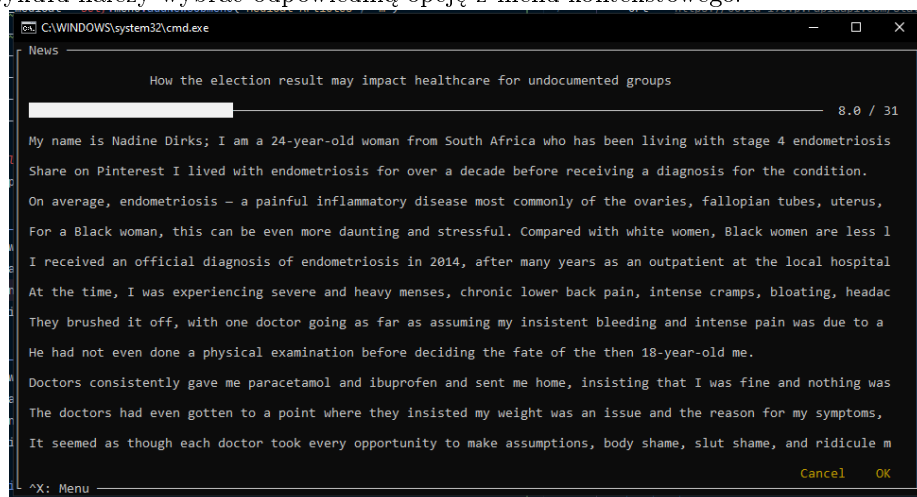 należy wybrać odpowiednią opcję z menu kontekstowego.
C:\WINDOWS\system32\cmd.exe
News
How the election result may impact healthcare for undocumented groups
8.0 / 31
My name is Nadine Dirks; I am a 24-year-old woman from South Africa who has been living with stage 4 endometriosis
Share on Pinterest I lived with endometriosis for over a decade before receiving a diagnosis for the condition.
On average, endometriosis — a painful inflammatory disease most commonly of the ovaries, fallopian tubes, uterus,
For a Black woman, this can be even more daunting and stressful. Compared with white women, Black women are less l
I received an official diagnosis of endometriosis in 2014, after many years as an outpatient at the local hospital
At the time, I was experiencing severe and heavy menses, chronic lower back pain, intense cramps, bloating, headac
They brushed it off, with one doctor going as far as assuming my insistent bleeding and intense pain was due to a
He had not even done a physical examination before deciding the fate of the then 18-year-old me.
Doctors consistently gave me paracetamol and ibuprofen and sent me home, insisting that I was fine and nothing was
The doctors had even gotten to a point where they insisted my weight was an issue and the reason for my symptoms,
It seemed as though each doctor took every opportunity to make assumptions, body shame, slut shame, and ridicule m
Cancel OK
^X: Menu